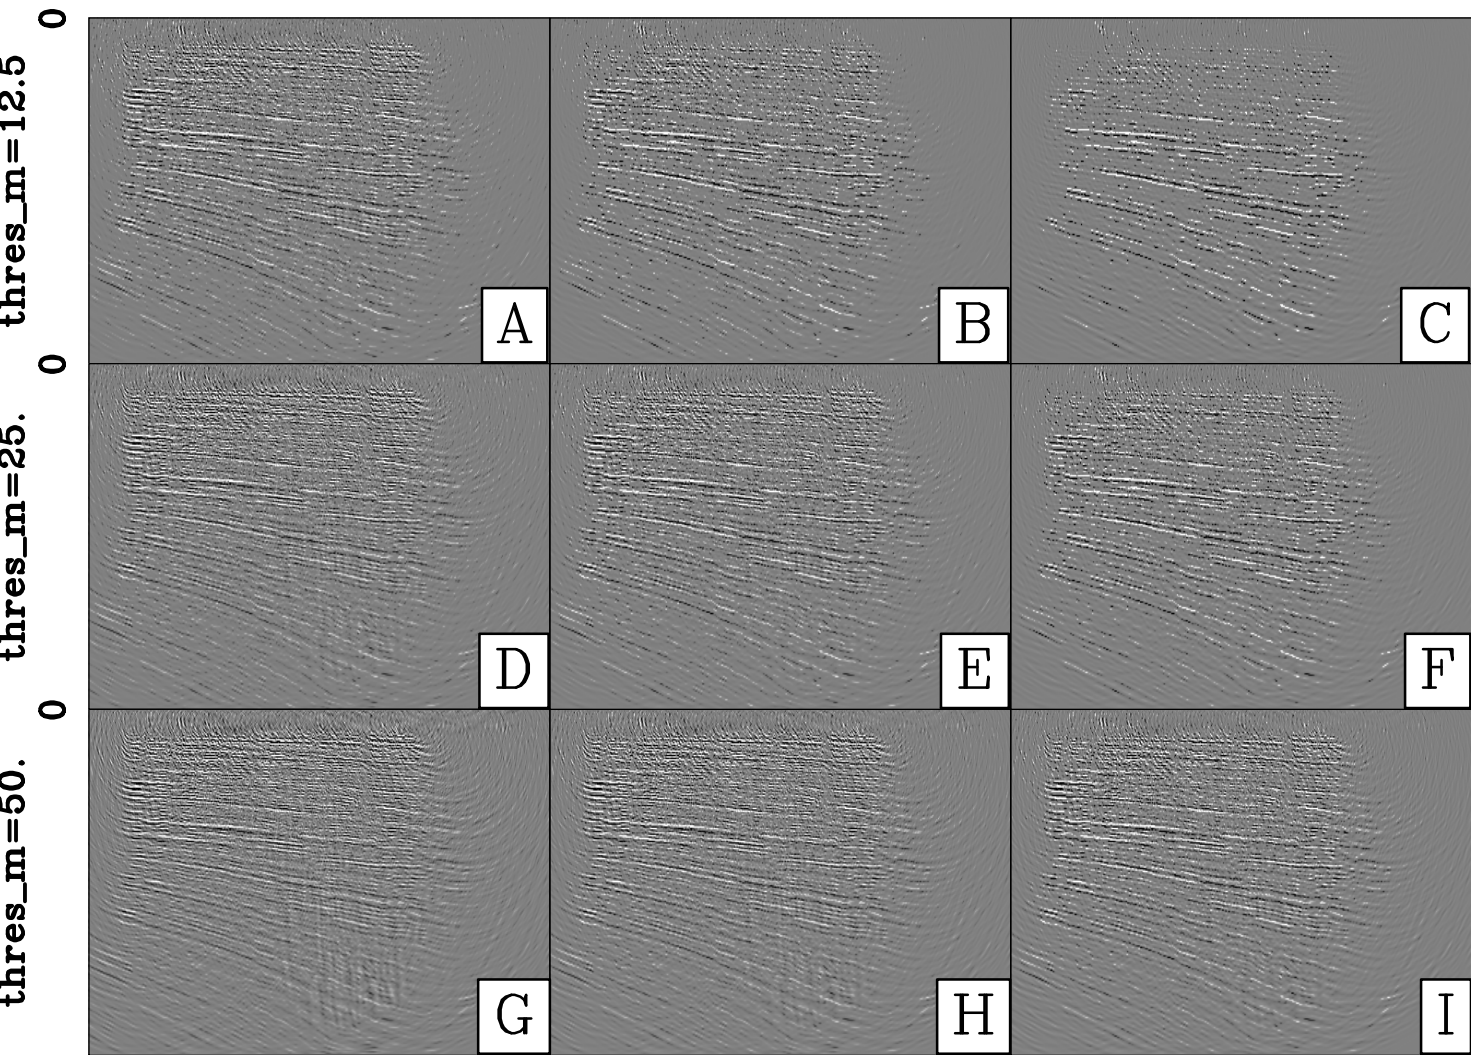 0
thres_m=12.5
A
B
C
0
thres_m=25.
D
E
F
0
thres_m=50.
G
H
I